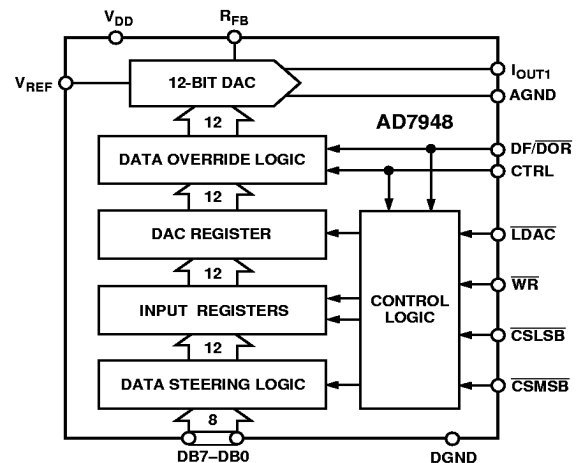 VDD
RFB
VREF
12-BIT DAC
IOUT1
AGND
12
AD7948
DATA OVERRIDE LOGIC
DF/DOR
CTRL
12
DAC REGISTER
LDAC
12
INPUT REGISTERS
CONTROL
LOGIC
WR
12
CSLSB
DATA STEERING LOGIC
CSMSB
8
DB7–DB0
DGND